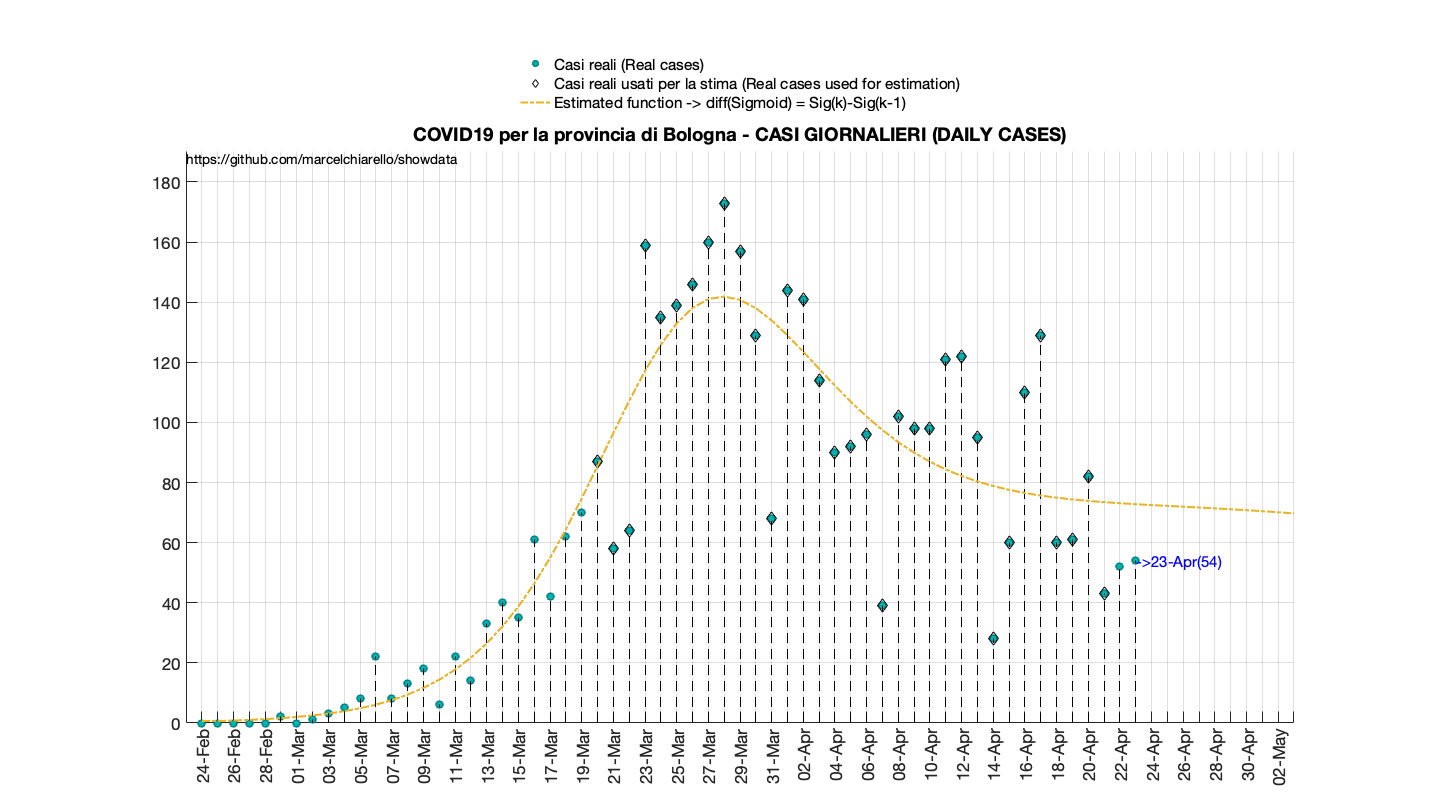 Casi reali (Real cases)
Casi reali usati per la stima (Real cases used for estimation)
Estimated function -> diff(Sigmoid) = Sig(k)-Sig(k-1)
COVID19 per la provincia di Bologna - CASI GIORNALIERI (DAILY CASES)
https://github.com/marcelchiarello/showdata
180
160
140
120
100
80
60
40
20
0
->23-Apr(54)
24-Feb
26-Feb
28-Feb
01-Mar
03-Mar
05-Mar
07-Mar
09-Mar
11-Mar
13-Mar
15-Mar
17-Mar
19-Mar
21-Mar
23-Mar
25-Mar
27-Mar
29-Mar
31-Mar
02-Apr
04-Apr
06-Apr
08-Apr
10-Apr
12-Apr
14-Apr
16-Apr
18-Apr
20-Apr
22-Apr
24-Apr
26-Apr
28-Apr
30-Apr
02-May